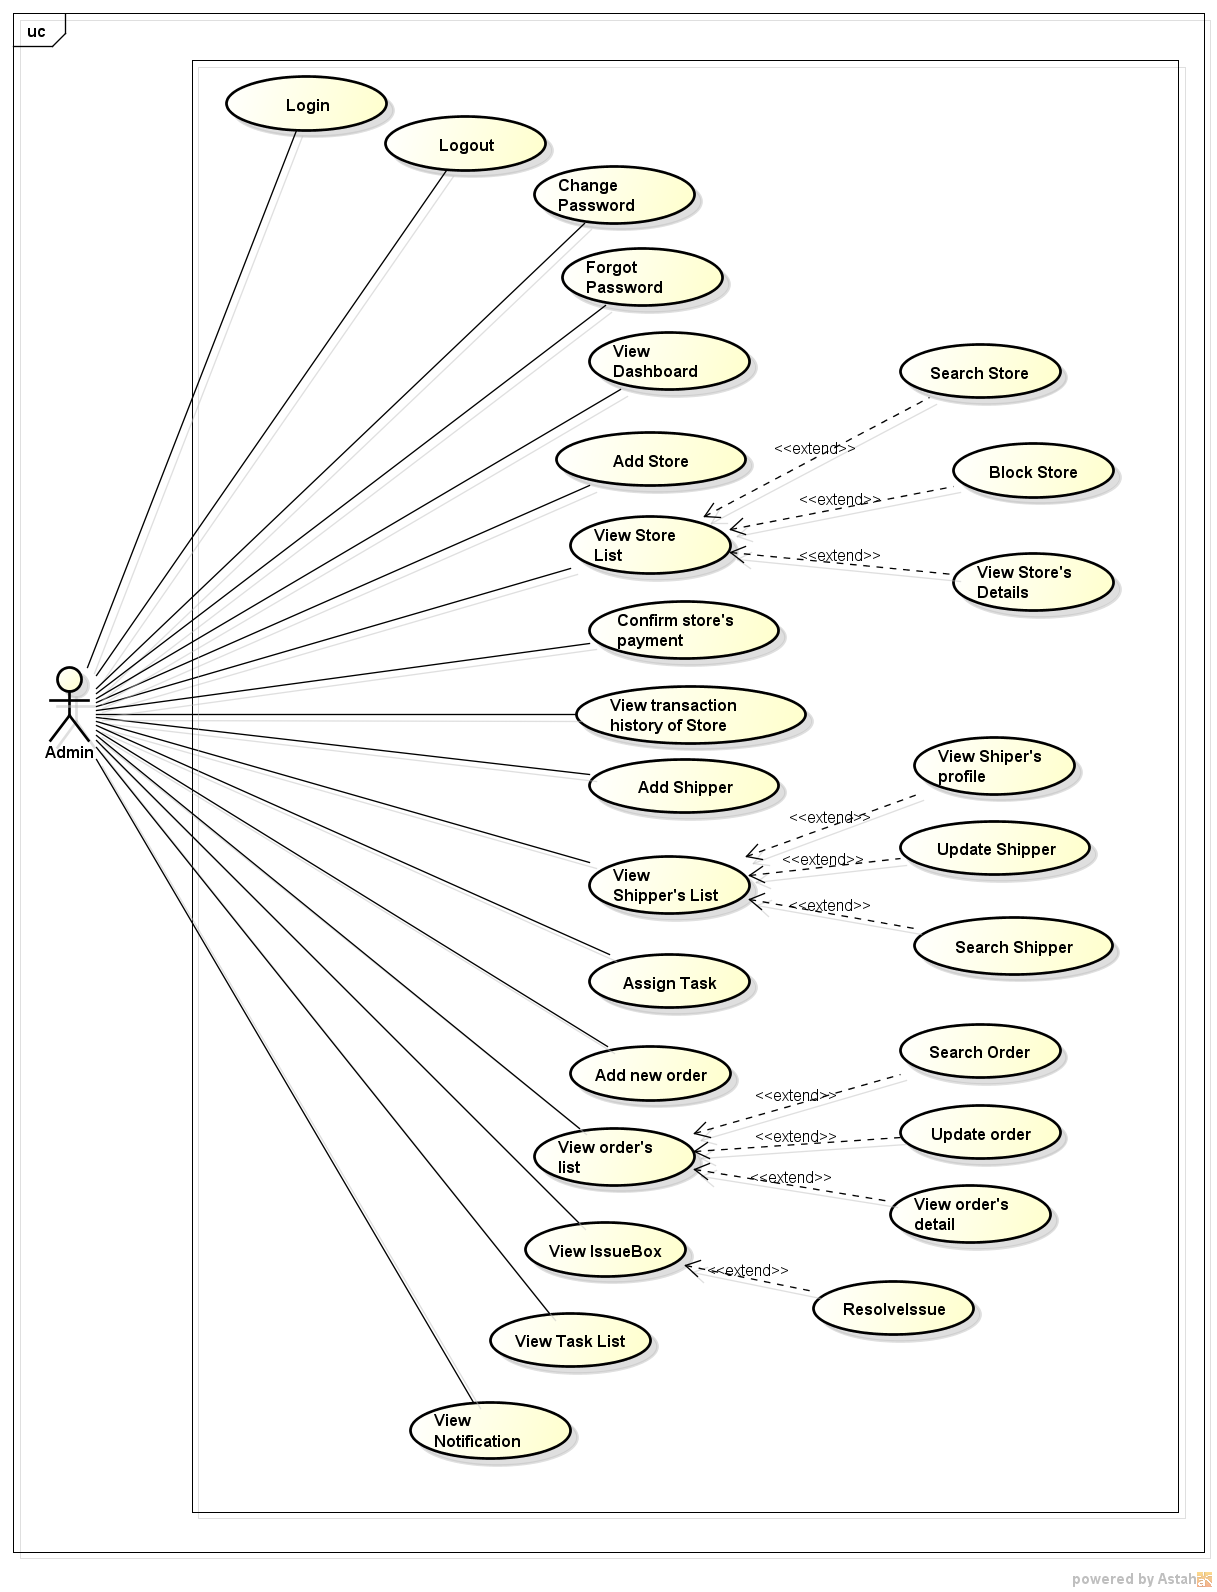 uc
Login
Logout
Change
Password
Forgot
Password
View
Dashboard
Search Store
<<extend>>
Add Store
Block Store
<<extend>>
View Store
List
<<extend>>
View Store's
Details
Confirm store's
payment
View transaction
history of Store
Admin
View Shiper's
profile
Add Shipper
<<extend>>
Update Shipper
<<extend>>
View
Shipper's List
<<extend>>
Search Shipper
Assign Task
Search Order
Add new order
<<extend>>
Update order
<<extend>>
View order's
list
<<extend>>
View order's
detail
View IssueBox
<<extend>>
ResolveIssue
View Task List
View
Notification
powered by Astah